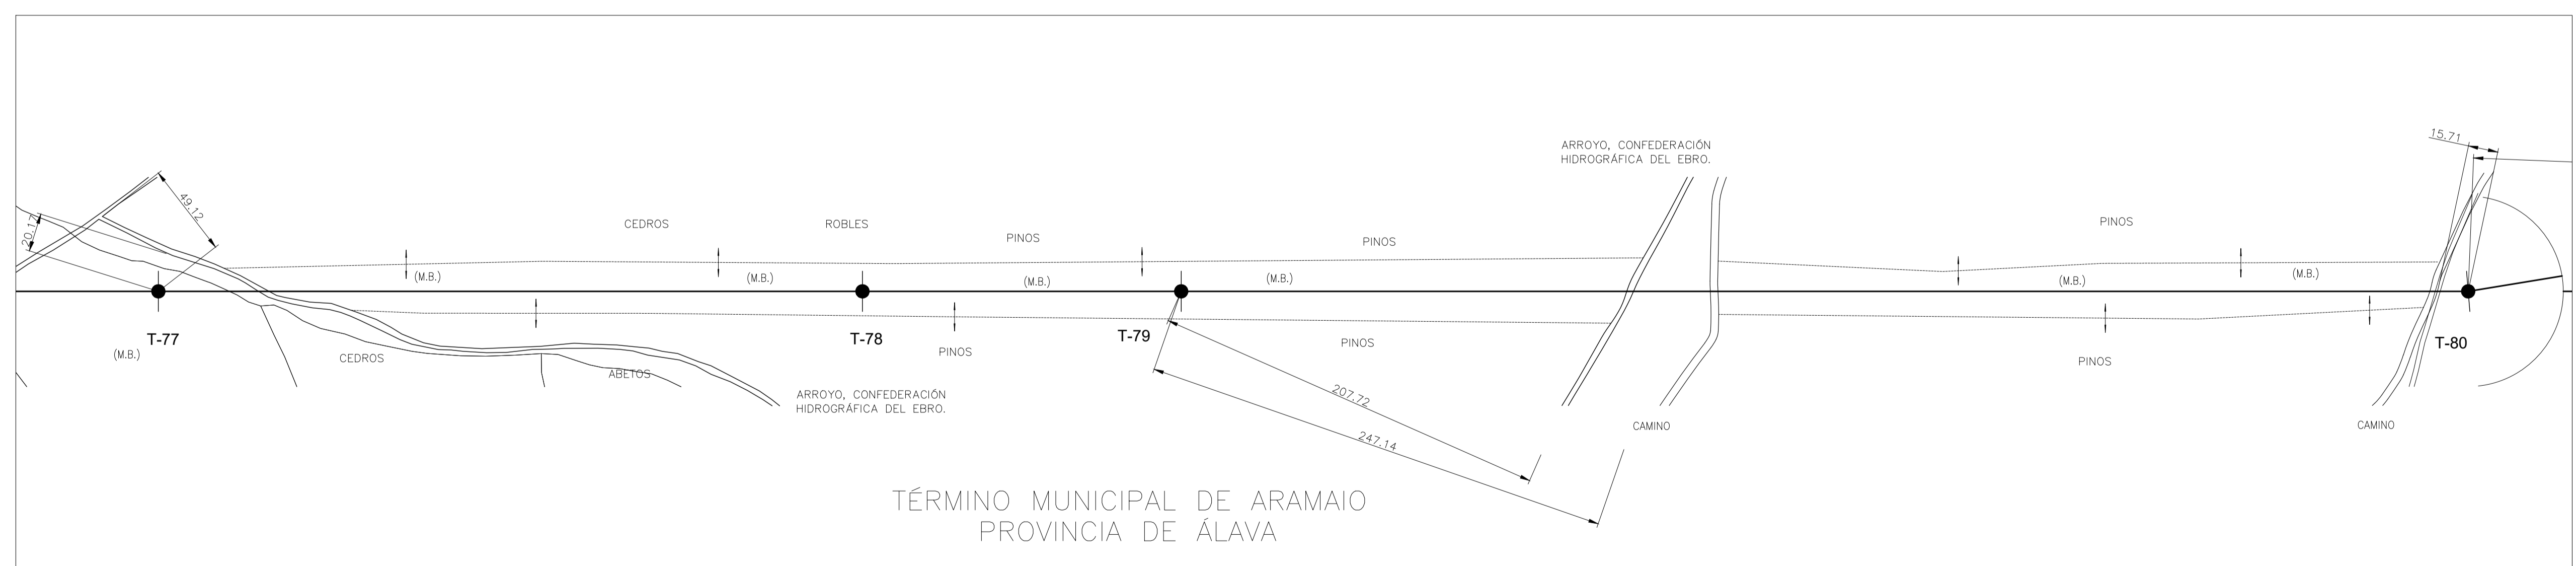 ARROYO, CONFEDERACIÓN
HIDROGRÁFICA DEL EBRO.
15.71
49.12
20.17
CEDROS
ROBLES
PINOS
PINOS
PINOS
(M.B.)
(M.B.)
(M.B.)
(M.B.)
(M.B.)
(M.B.)
T-77
T-78
T-79
T-80
(M.B.)
CEDROS
ABETOS
PINOS
PINOS
PINOS
ARROYO, CONFEDERACIÓN
HIDROGRÁFICA DEL EBRO.
207.72
247.14
CAMINO
CAMINO
TÉRMINO MUNICIPAL DE ARAMAIO
PROVINCIA DE ÁLAVA